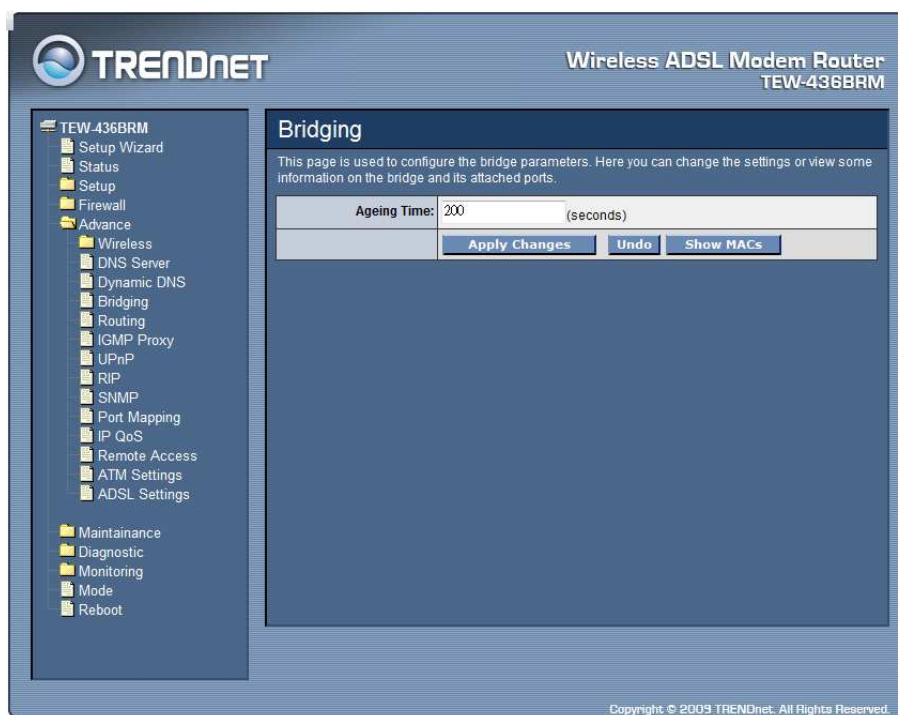 TRENDNET
Wireless ADSL Modem Router
TEW-436BRM
TEW-436BRM
Setup Wizard
Status
Setup
Firewall
Advance
Wireless
DNS Server
Dynamic DNS
Bridging
Routing
IGMP Proxy
UPnP
RIP
SNMP
Port Mapping
IP QoS
Remote Access
ATM Settings
ADSL Settings
Maintainance
Diagnostic
Monitoring
Mode
Reboot
Bridging
This page is used to configure the bridge parameters. Here you can change the settings or view some
information on the bridge and its attached ports.
Ageing Time: 200 (seconds)
Apply Changes Undo Show MACs
Copyright © 2009 TRENDnet. All Rights Reserved.